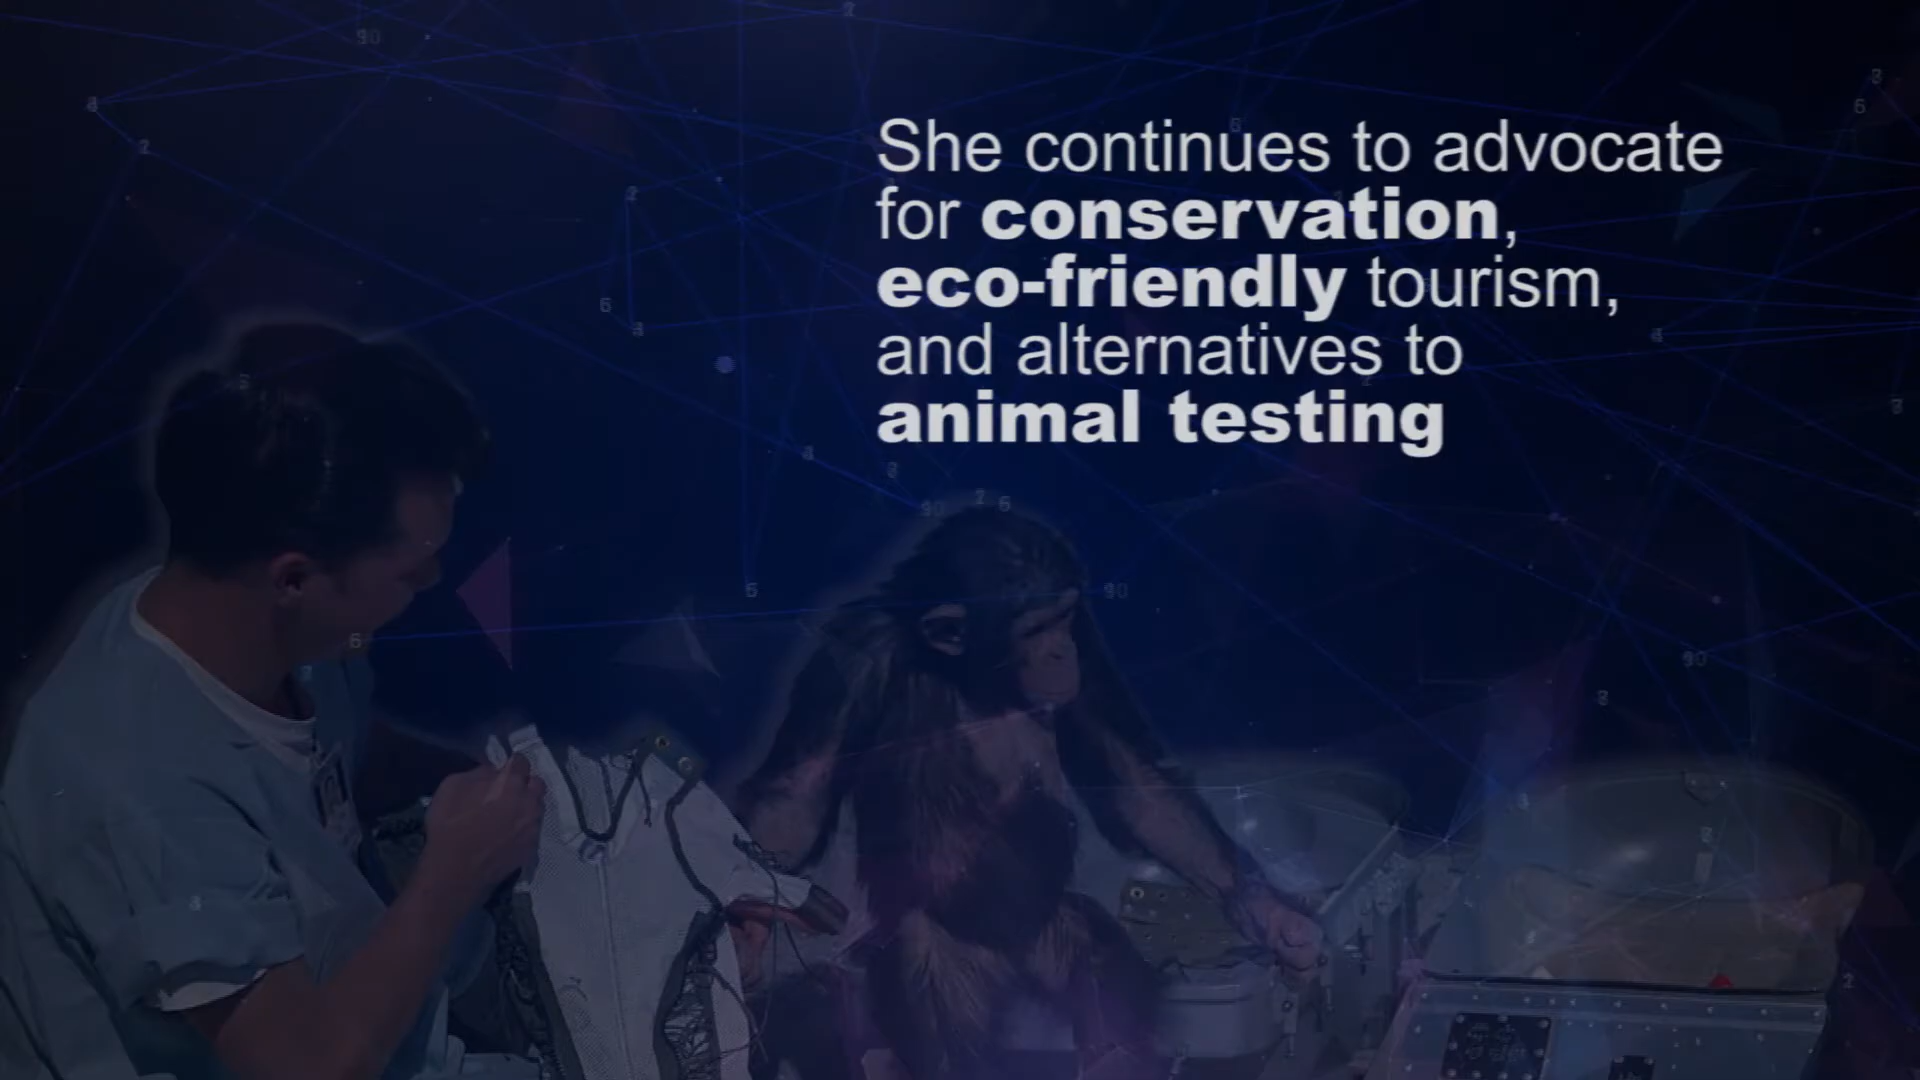 She continues to advocate
for conservation,
eco-friendly tourism,
and alternatives to
animal testing